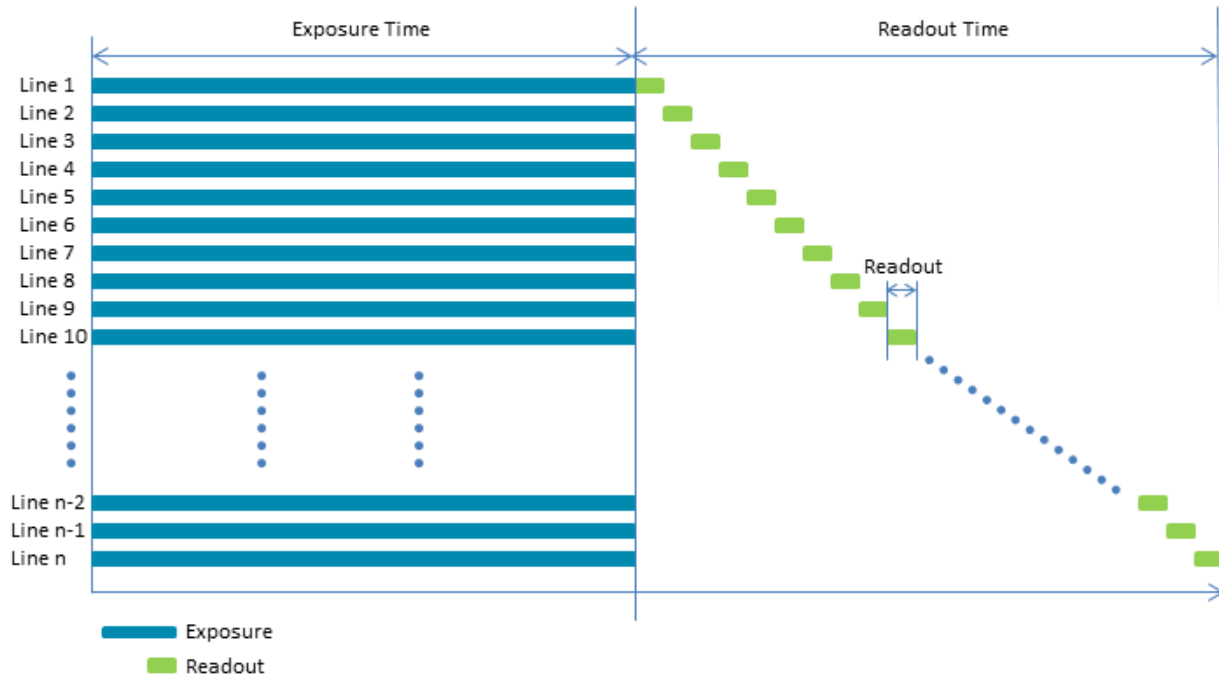 Exposure Time
Readout Time
Line 1
Line 2
Line 3
Line 4
Line 5
Line 6
Line 7
Line 8
Readout
Line 9
Line 10
Line n-2
Line n-1
Line n
Exposure
Readout